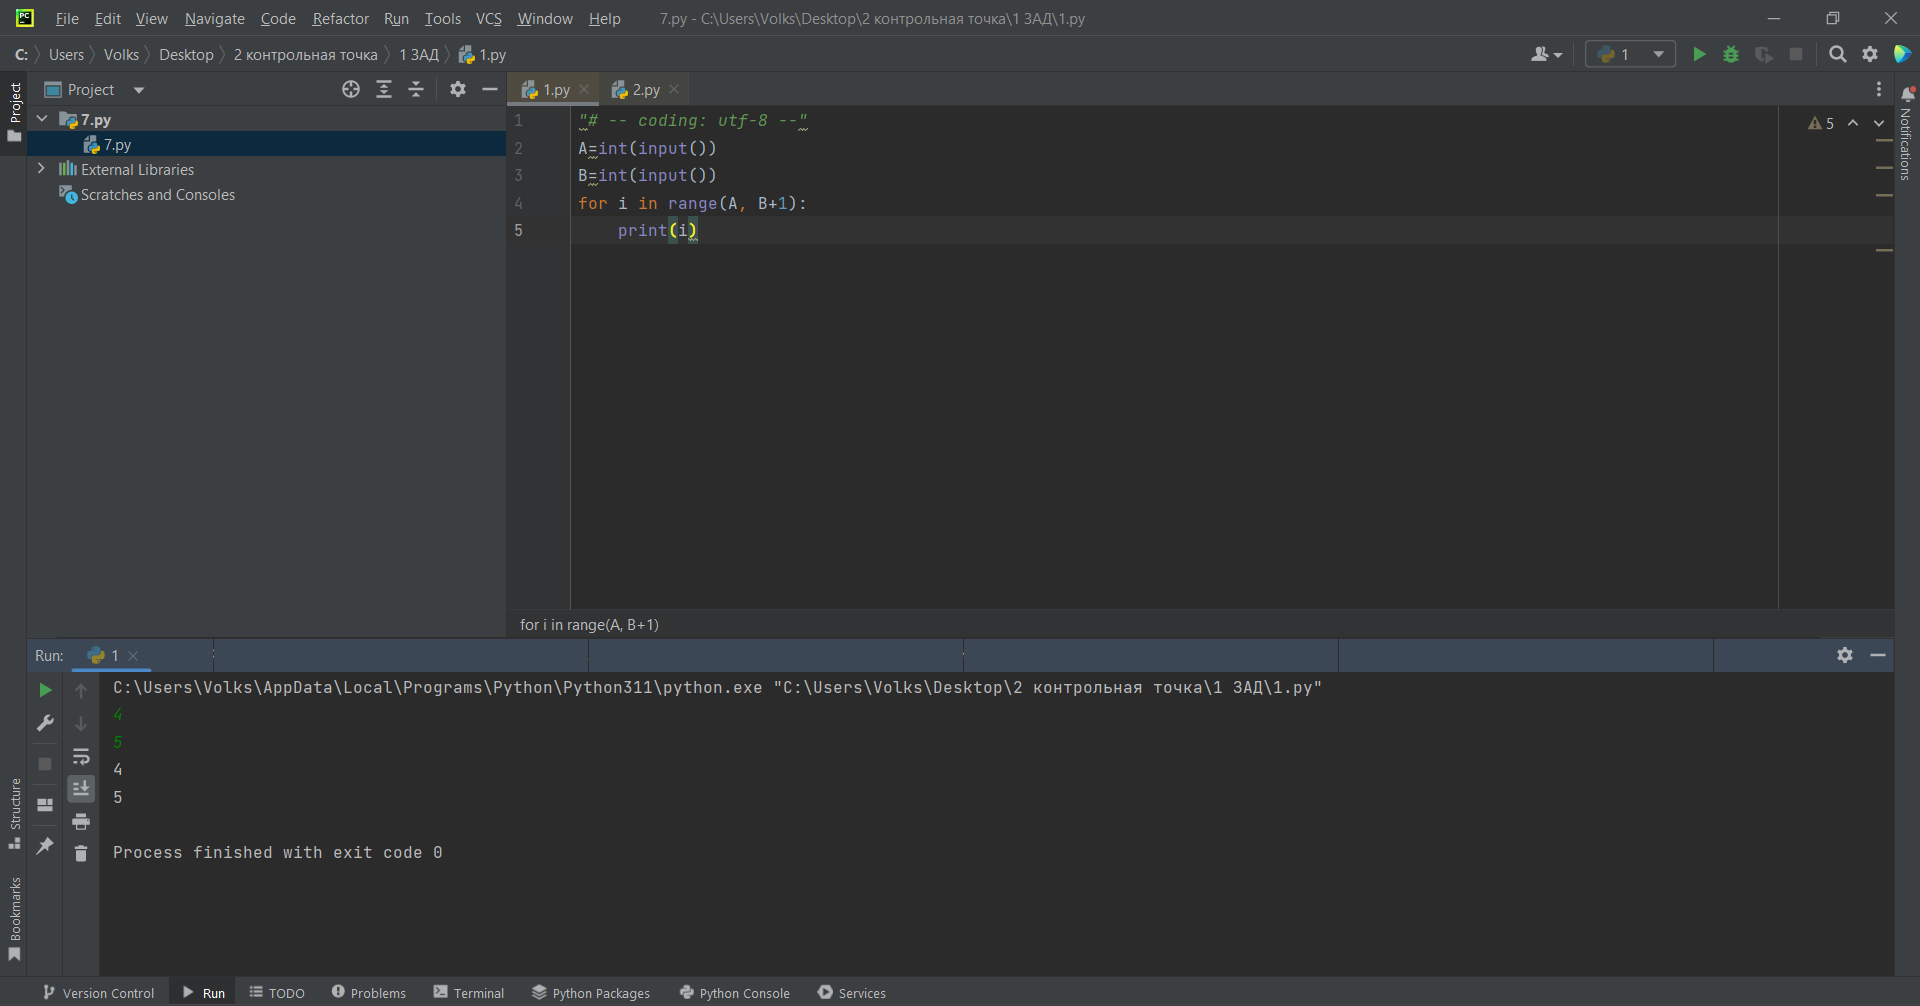 File Edit View Navigate Code Refactor Run Tools VCS Window Help 7.py - C:\Users\Volks\Desktop\2 контрольная точка\1 ЗАД\1.py
C: Users Volks Desktop 2 контрольная точка 1 ЗАД 1.py 1
Project
Project
1.py 2.py
7.py
7.py
External Libraries
Scratches and Consoles
1 "# -- coding: utf-8 --"
2 A=int(input())
3 B=int(input())
4 for i in range(A, B+1):
5 print(i)
5
Notifications
for i in range(A, B+1)
Run: 1
C:\Users\Volks\AppData\Local\Programs\Python\Python311\python.exe "C:\Users\Volks\Desktop\2 контрольная точка\1 ЗАД\1.py"
4
5
4
5
Process finished with exit code 0
Structure
Bookmarks
Version Control Run TODO Problems Terminal Python Packages Python Console Services